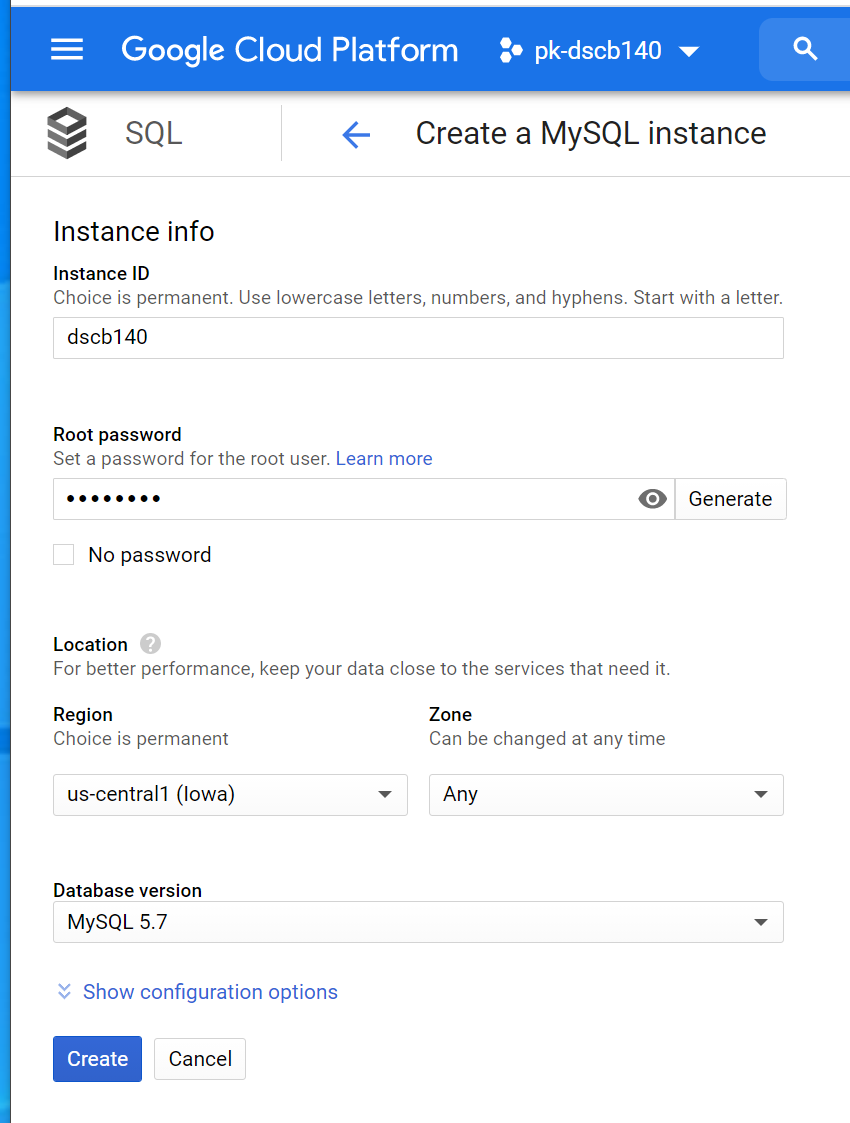 Google Cloud Platform pk-dscb140
SQL Create a MySQL instance
Instance info
Instance ID
Choice is permanent. Use lowercase letters, numbers, and hyphens. Start with a letter.
dscb140
Root password
Set a password for the root user. Learn more
••••••••
Generate
No password
Location ?
For better performance, keep your data close to the services that need it.
Region Zone
Choice is permanent Can be changed at any time
us-central1 (Iowa) Any
Database version
MySQL 5.7
Show configuration options
Create Cancel